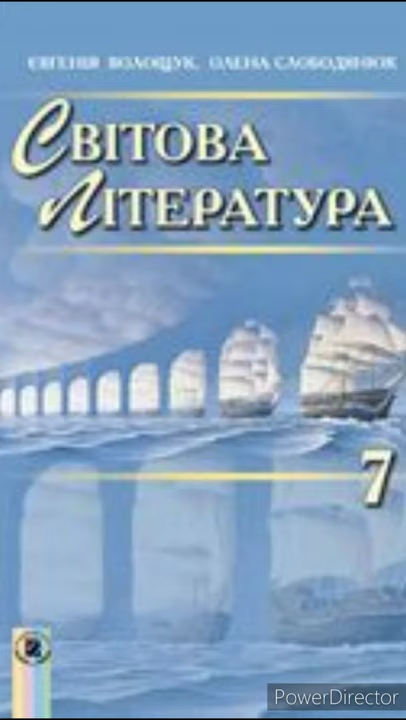 ЄВГЕНІЯ ВОЛОЩУК, ОЛЕНА СЛОБОДЯНЮК
СВІТОВА
ЛІТЕРАТУРА
7
PowerDirector